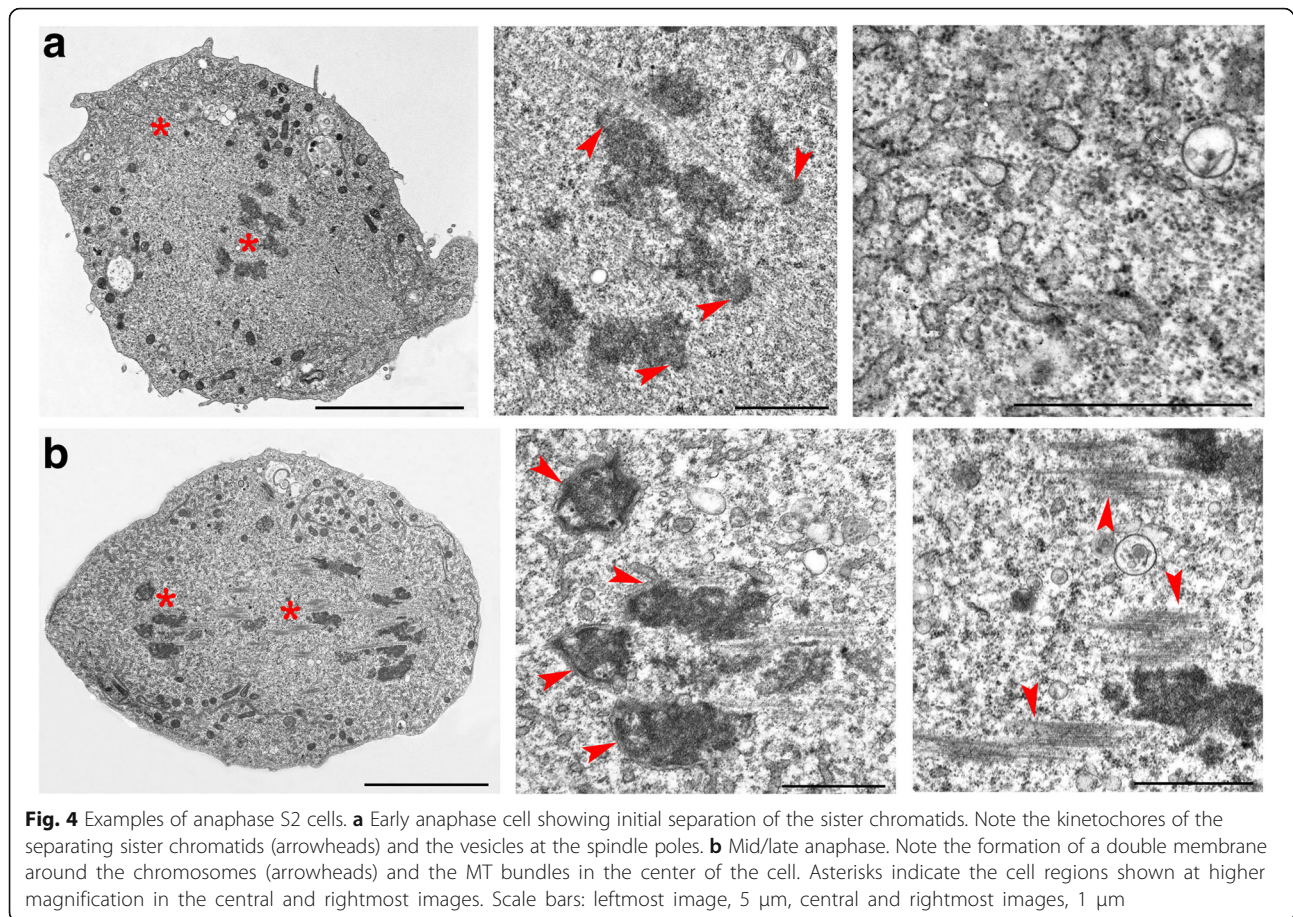 a
b
Fig. 4 Examples of anaphase S2 cells. a Early anaphase cell showing initial separation of the sister chromatids. Note the kinetochores of the
separating sister chromatids (arrowheads) and the vesicles at the spindle poles. b Mid/late anaphase. Note the formation of a double membrane
around the chromosomes (arrowheads) and the MT bundles in the center of the cell. Asterisks indicate the cell regions shown at higher
magnification in the central and rightmost images. Scale bars: leftmost image, 5 μm, central and rightmost images, 1 μm